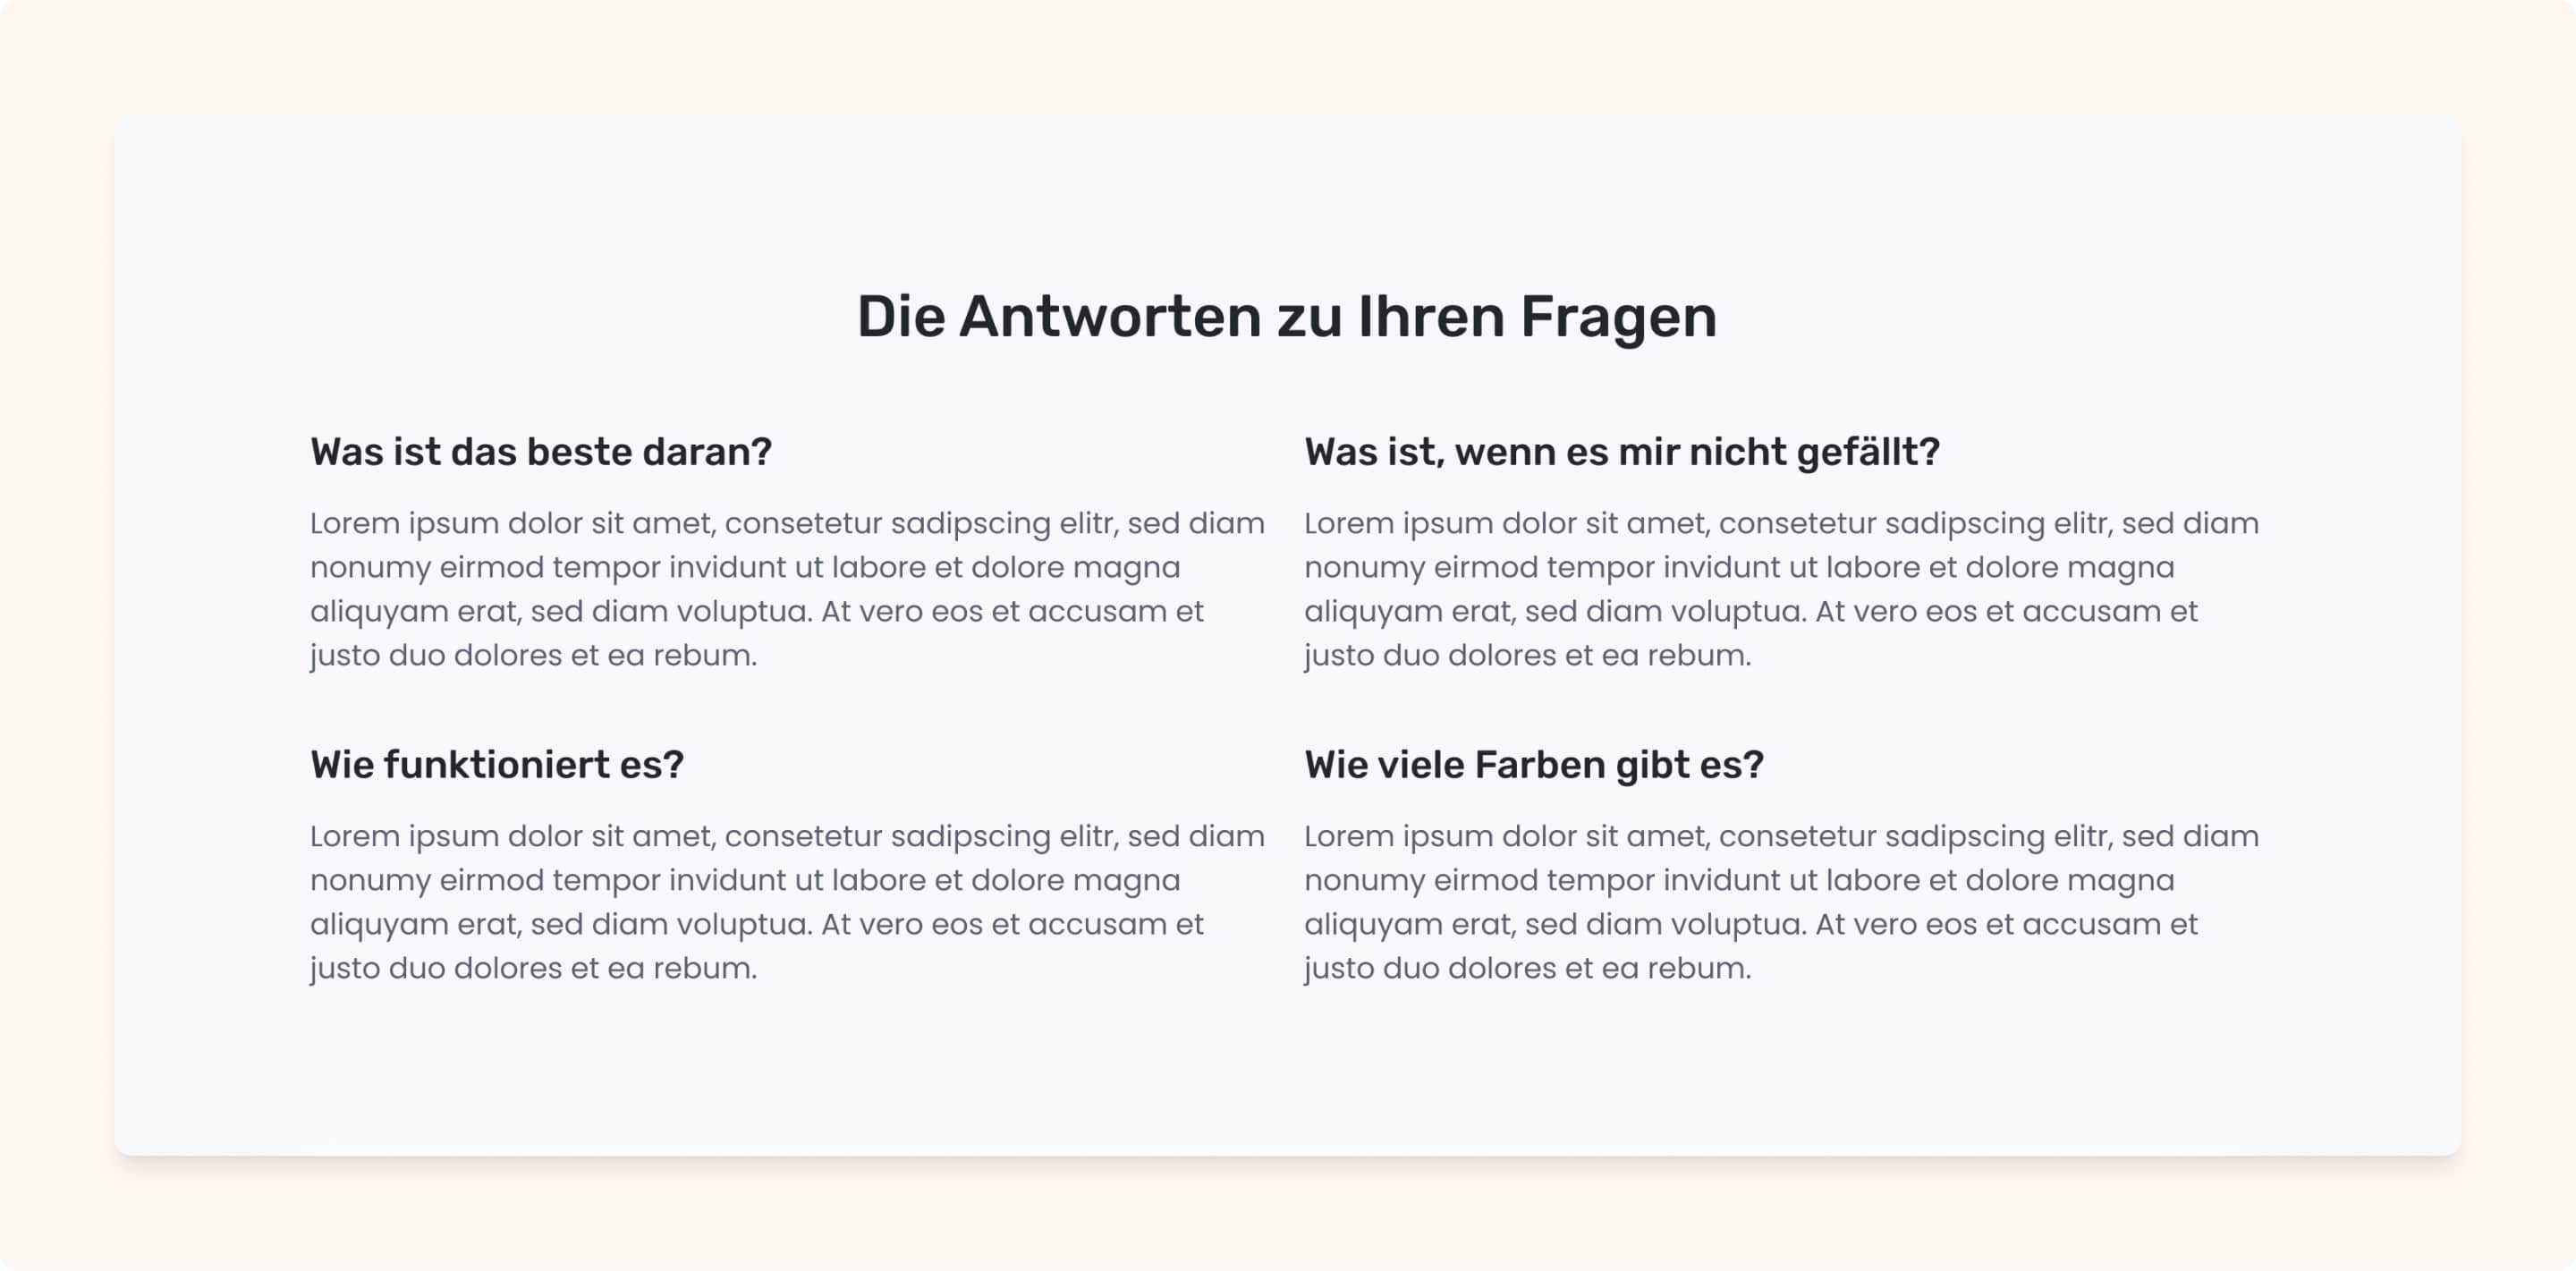 Die Antworten zu Ihren Fragen
Was ist das beste daran?
Lorem ipsum dolor sit amet, consetetur sadipscing elitr, sed diam
nonumy eirmod tempor invidunt ut labore et dolore magna
aliquyam erat, sed diam voluptua. At vero eos et accusam et
justo duo dolores et ea rebum.
Was ist, wenn es mir nicht gefällt?
Lorem ipsum dolor sit amet, consetetur sadipscing elitr, sed diam
nonumy eirmod tempor invidunt ut labore et dolore magna
aliquyam erat, sed diam voluptua. At vero eos et accusam et
justo duo dolores et ea rebum.
Wie funktioniert es?
Lorem ipsum dolor sit amet, consetetur sadipscing elitr, sed diam
nonumy eirmod tempor invidunt ut labore et dolore magna
aliquyam erat, sed diam voluptua. At vero eos et accusam et
justo duo dolores et ea rebum.
Wie viele Farben gibt es?
Lorem ipsum dolor sit amet, consetetur sadipscing elitr, sed diam
nonumy eirmod tempor invidunt ut labore et dolore magna
aliquyam erat, sed diam voluptua. At vero eos et accusam et
justo duo dolores et ea rebum.